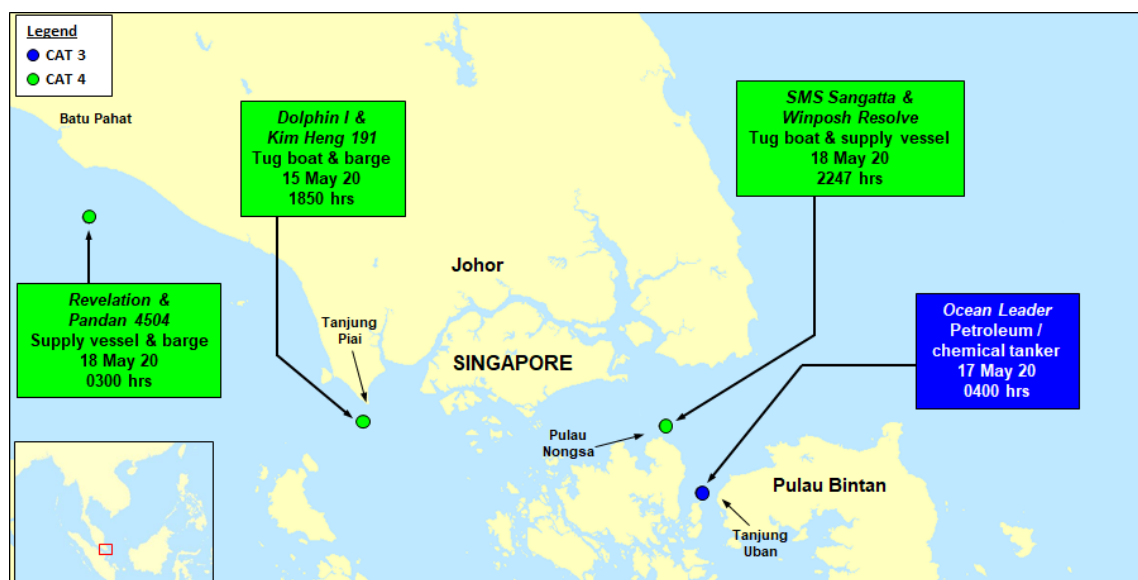 Legend
CAT 3
CAT 4
Batu Pahat
Dolphin I &
Kim Heng 191
Tug boat & barge
15 May 20
1850 hrs
SMS Sangatta &
Winposh Resolve
Tug boat & supply vessel
18 May 20
2247 hrs
Revelation &
Pandan 4504
Supply vessel & barge
18 May 20
0300 hrs
Johor
Tanjung
Piai
SINGAPORE
Ocean Leader
Petroleum /
chemical tanker
17 May 20
0400 hrs
Pulau
Nongsa
Pulau Bintan
Tanjung
Uban